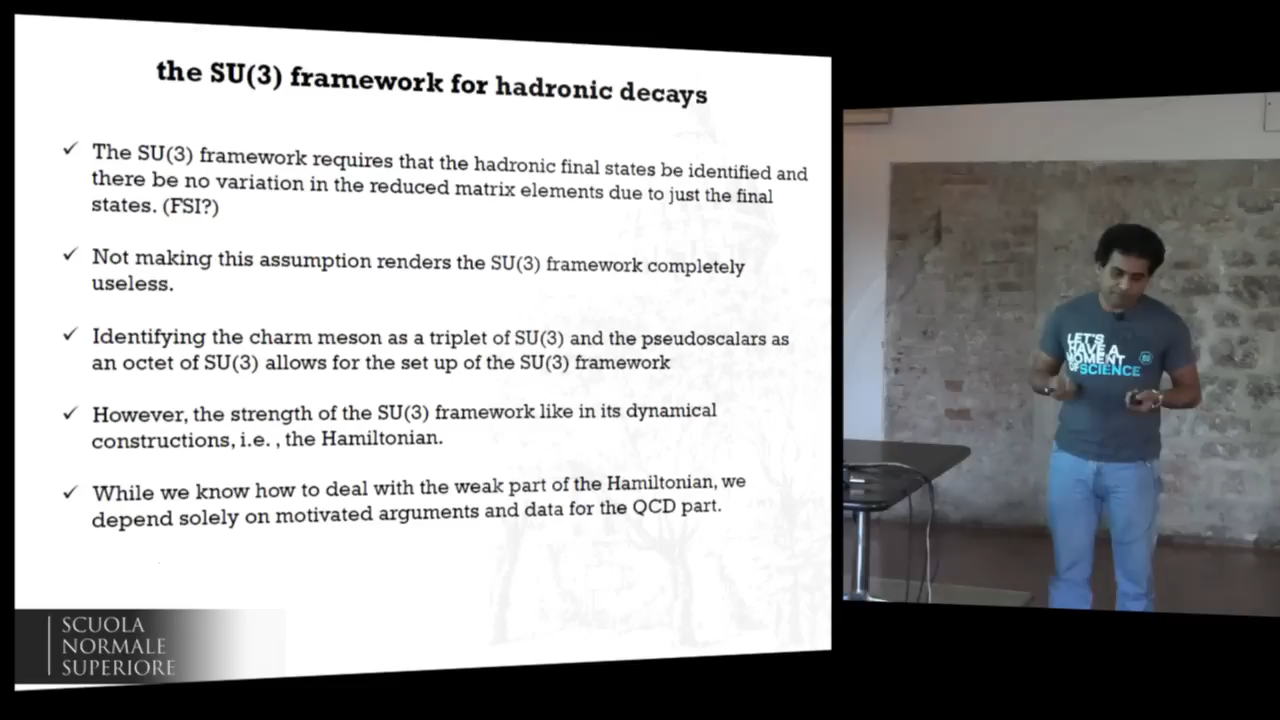 the SU(3) framework for hadronic decays
✓ The SU(3) framework requires that the hadronic final states be identified and
there be no variation in the reduced matrix elements due to just the final
states. (FSI?)
✓ Not making this assumption renders the SU(3) framework completely
useless.
✓ Identifying the charm meson as a triplet of SU(3) and the pseudoscalars as
an octet of SU(3) allows for the set up of the SU(3) framework
✓ However, the strength of the SU(3) framework like in its dynamical
constructions, i.e. , the Hamiltonian.
✓ While we know how to deal with the weak part of the Hamiltonian, we
depend solely on motivated arguments and data for the QCD part.
SCUOLA
NORMALE
SUPERIORE
LET'S
HAVE A
MOMENT
OF SCIENCE